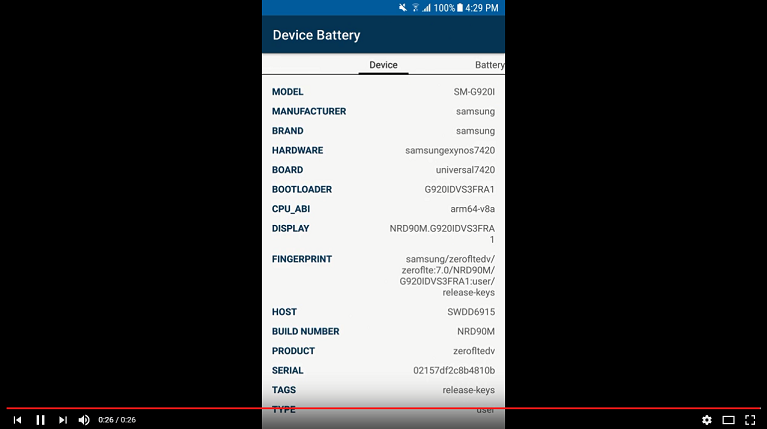 100% 4:29 PM
Device Battery
Device Battery
MODEL SM-G920I
MANUFACTURER samsung
BRAND samsung
HARDWARE samsungexynos7420
BOARD universal7420
BOOTLOADER G920IDVS3FRA1
CPU_ABI arm64-v8a
DISPLAY NRD90M.G920IDVS3FRA
1
FINGERPRINT samsung/zerofltedv/
zeroflte:7.0/NRD90M/
G920IDVS3FRA1:user/
release-keys
HOST SWDD6915
BUILD NUMBER NRD90M
PRODUCT zerofltedv
SERIAL 02157df2c8b4810b
TAGS release-keys
TYPE user
0:26 / 0:26